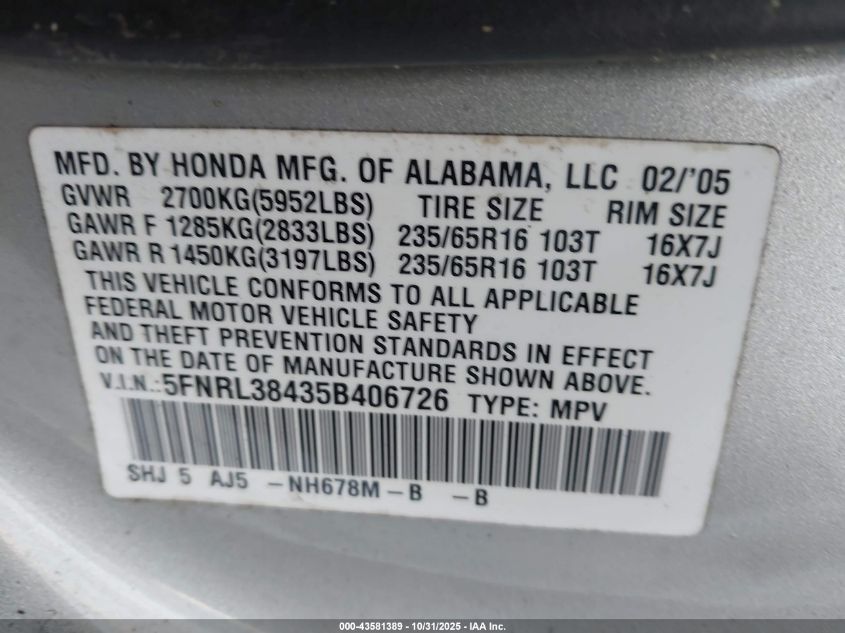 MFD. BY HONDA MFG. OF ALABAMA, LLC 02/'05
GVWR 2700KG(5952LBS) TIRE SIZE RIM SIZE
GAWR F 1285KG(2833LBS) 235/65R16 103T 16X7J
GAWR R 1450KG(3197LBS) 235/65R16 103T 16X7J
THIS VEHICLE CONFORMS TO ALL APPLICABLE
FEDERAL MOTOR VEHICLE SAFETY
AND THEFT PREVENTION STANDARDS IN EFFECT
ON THE DATE OF MANUFACTURE SHOWN ABOVE.
V.I.N.:5FNRL38435B406726 TYPE: MPV
SHJ 5 AJ5 -NH678M-B -B
000-43581389 - 10/31/2025 - IAA Inc.